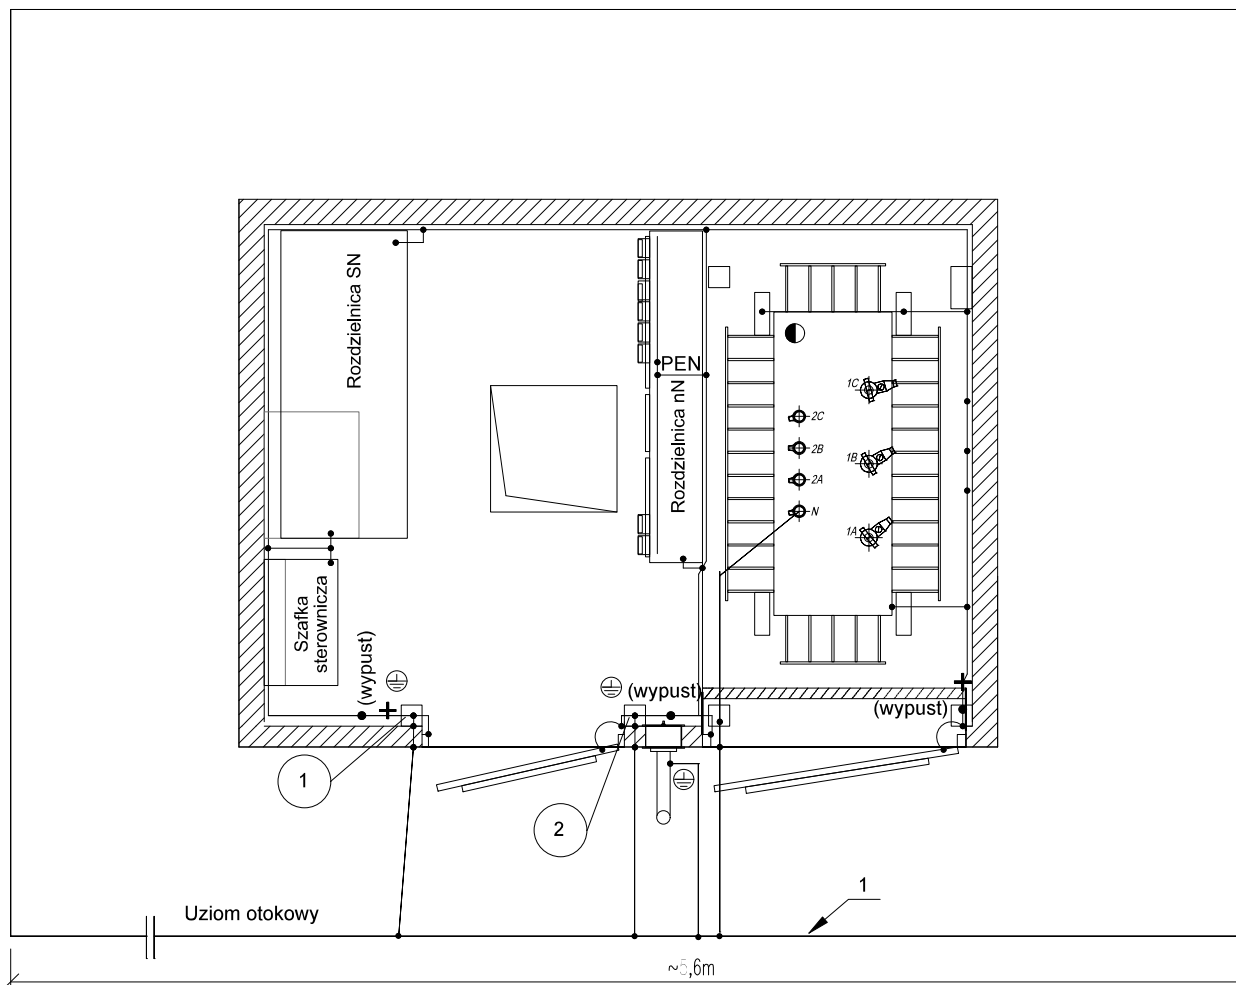 Rozdzielnica SN
PEN
Rozdzielnica nN
1C
2C
2B
1B
2A
N
1A
Szafka
sterownicza
(wypust)
(wypust)
(wypust)
1
2
1
Uziom otokowy
~5,6m